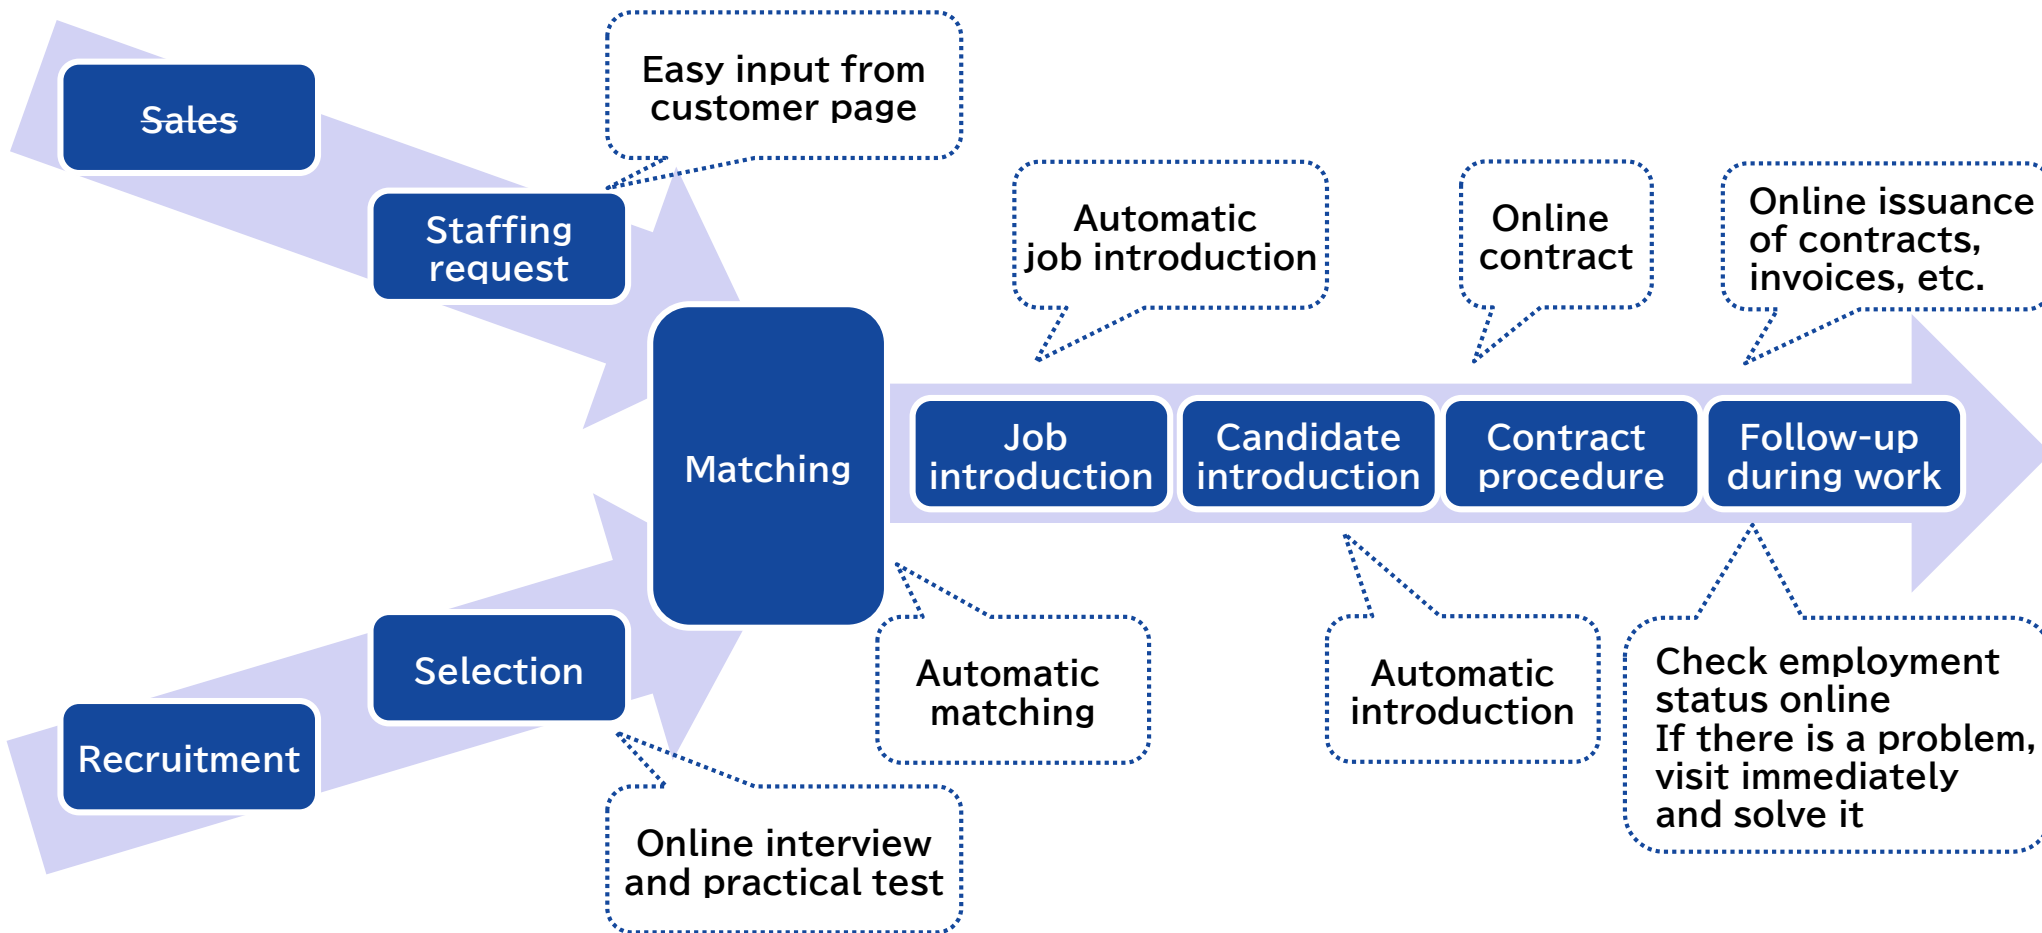 Sales
Easy input from
customer page
Staffing
request
Automatic
job introduction
Online
contract
Online issuance
of contracts,
invoices, etc.
Matching
Job
introduction
Candidate
introduction
Contract
procedure
Follow-up
during work
Recruitment
Selection
Online interview
and practical test
Automatic
matching
Automatic
introduction
Check employment
status online
If there is a problem,
visit immediately
and solve it